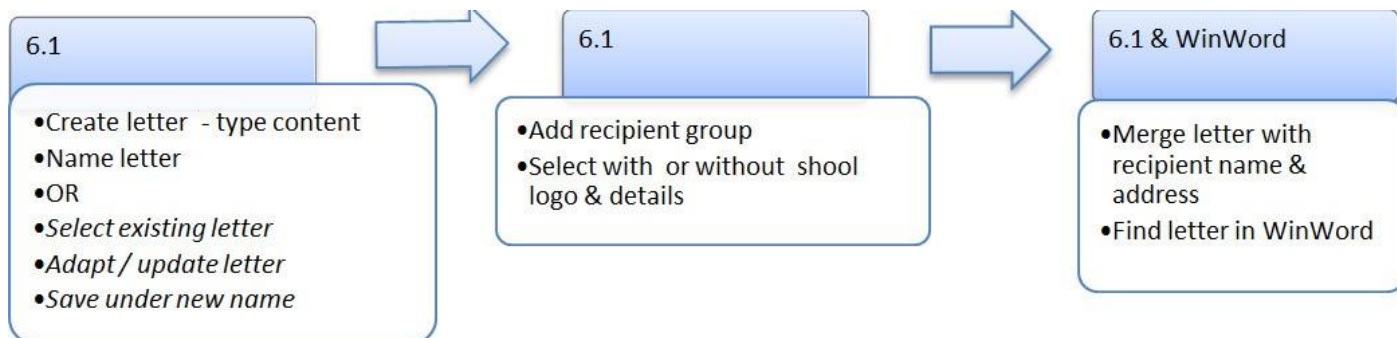 6.1
•Create letter - type content
•Name letter
•OR
•Select existing letter
•Adapt / update letter
•Save under new name
6.1
•Add recipient group
•Select with or without shool
logo & details
6.1 & WinWord
•Merge letter with
recipient name &
address
•Find letter in WinWord